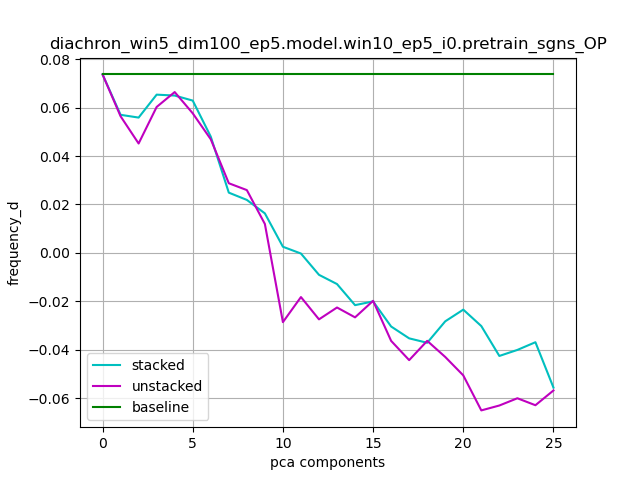 diachron_win5_dim100_ep5.model.win10_ep5_i0.pretrain_sgns_OP
0.08
0.06
0.04
0.02
0.00
−0.02
−0.04
−0.06
frequency_d
stacked
unstacked
baseline
0 5 10 15 20 25
pca components